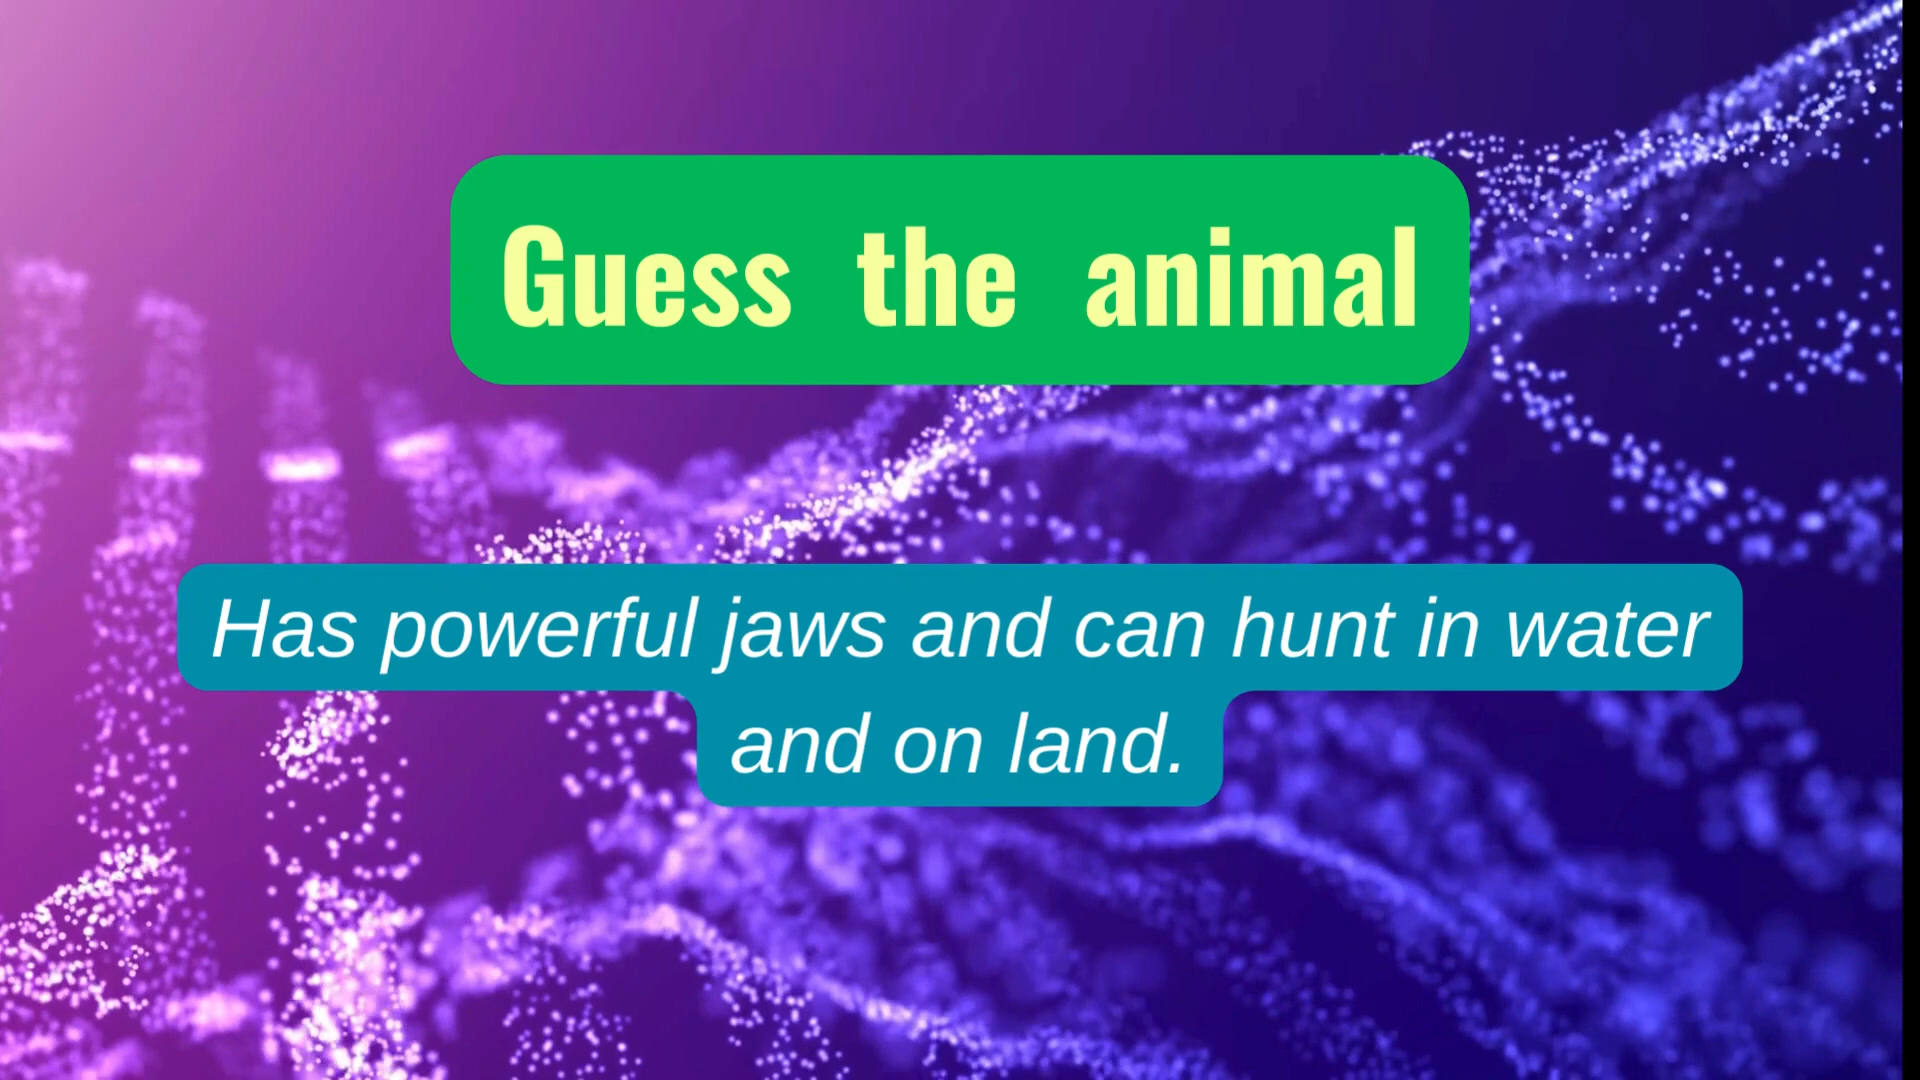 Guess the animal
Has powerful jaws and can hunt in water
and on land.